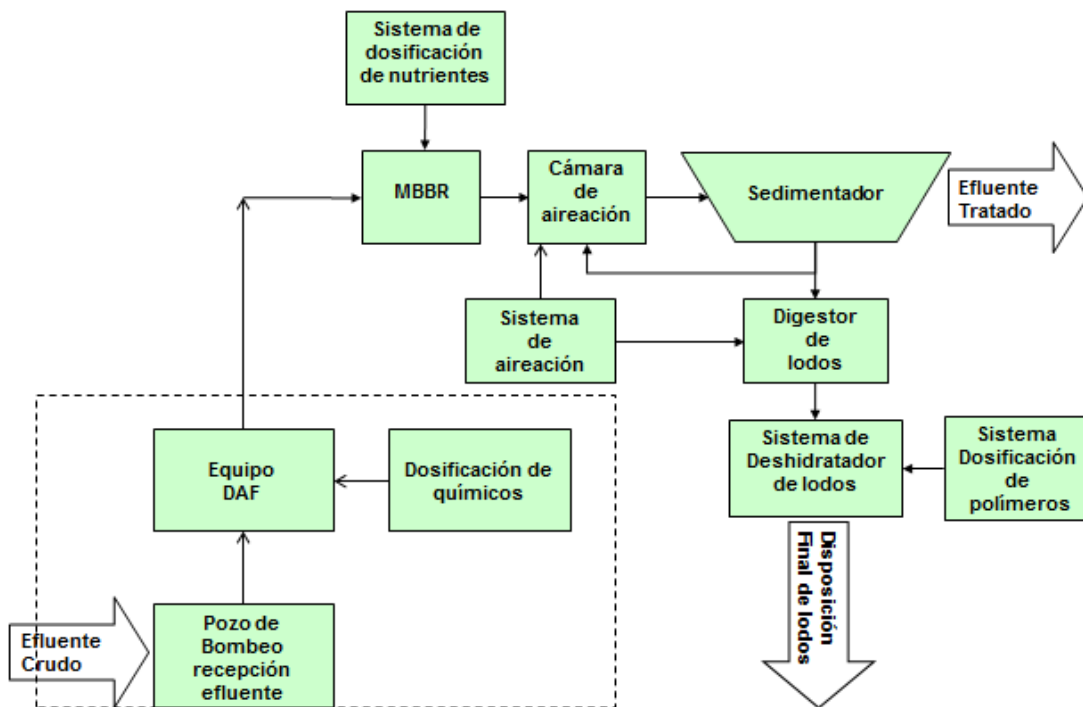 Sistema de
dosificación
de nutrientes
MBBR
Cámara
de
aireación
Sedimentador
Efluente
Tratado
Sistema
de
aireación
Digestor
de
lodos
Equipo
DAF
Dosificación de
químicos
Sistema de
Deshidratador
de lodos
Sistema
Dosificación
de
polímeros
Efluente
Crudo
Pozo de
Bombeo
recepción
efluente
Disposición
Final de lodos